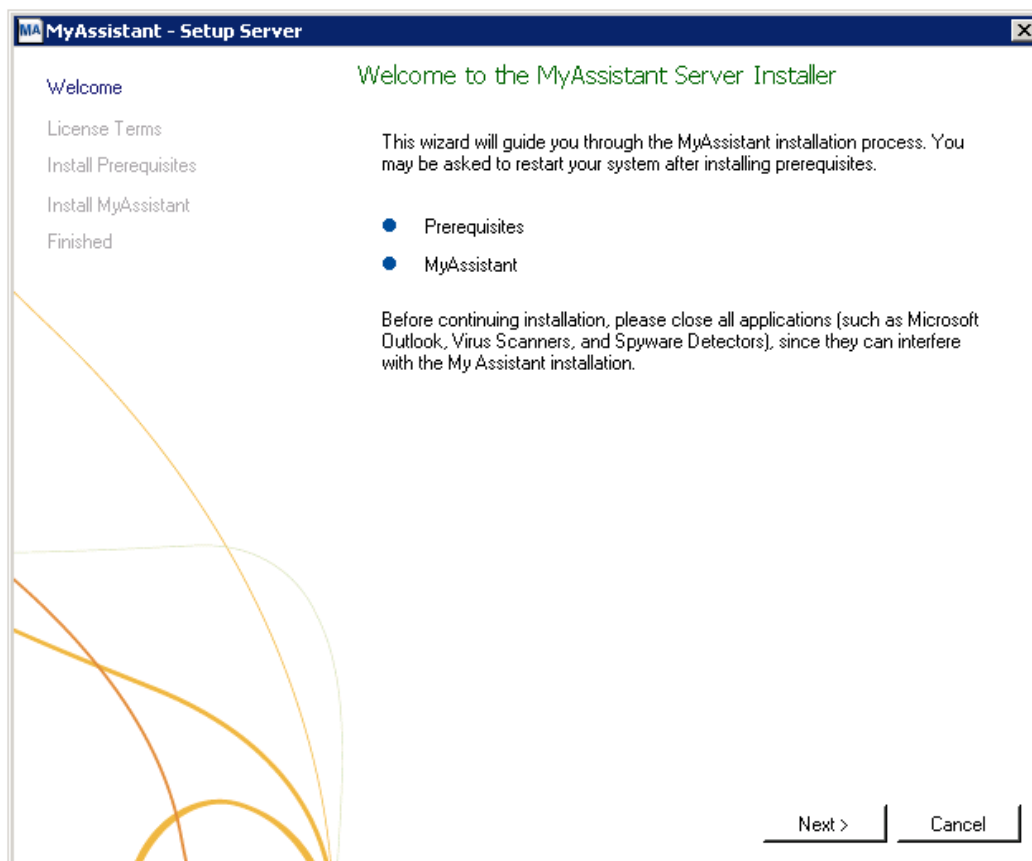 MA MyAssistant - Setup Server
Welcome
License Terms
Install Prerequisites
Install MyAssistant
Finished
Welcome to the MyAssistant Server Installer
This wizard will guide you through the MyAssistant installation process. You
may be asked to restart your system after installing prerequisites.
Prerequisites
MyAssistant
Before continuing installation, please close all applications (such as Microsoft
Outlook, Virus Scanners, and Spyware Detectors), since they can interfere
with the My Assistant installation.
Next > Cancel